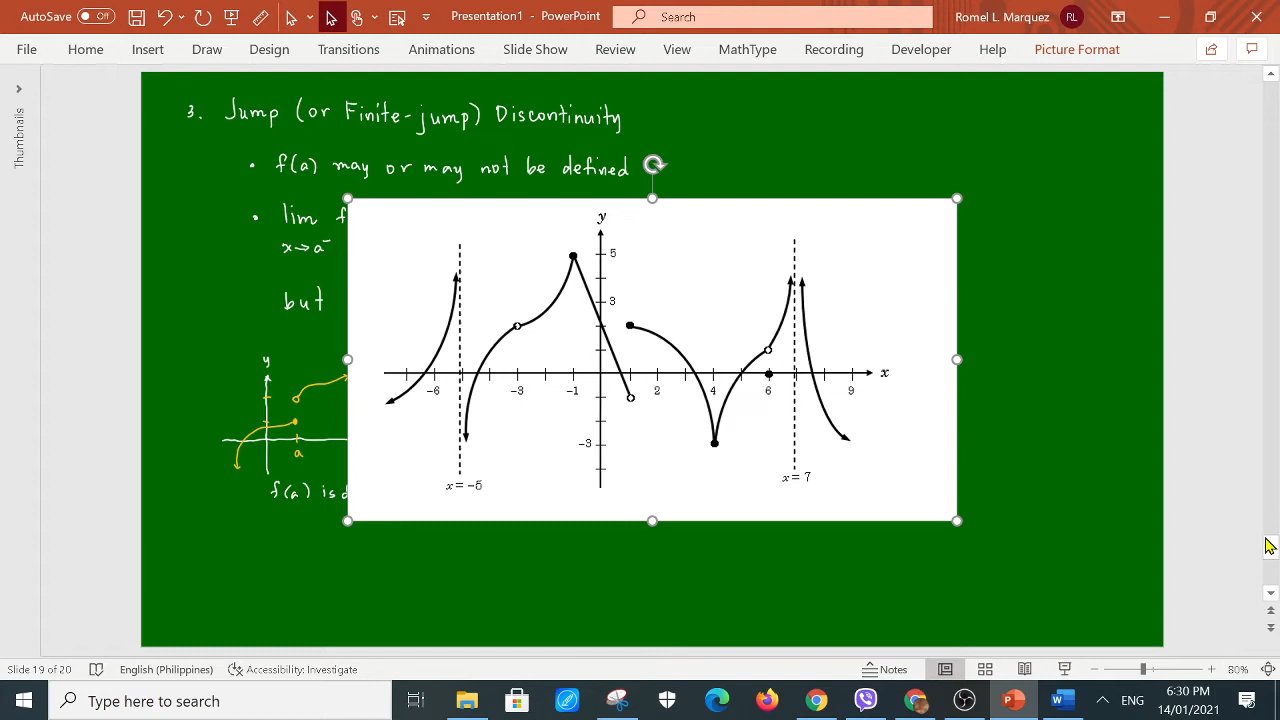 AutoSave Off Presentation1 - PowerPoint Search Romel L. Marquez RL
File Home Insert Draw Design Slide Show Transitions Animations Slide Show Review View MathType Recording Developer Help Picture Format
Thumbnails
3. Jump (or Finite-jump) Discontinuity
• f(a) may or may not be defined
• lim f
x→a⁻
but
y
a
f(a) is d
y
5
3
-6 -3 -1 2 4 6 9 x
-3
x = -5
x = 7
Slide 19 of 20 English (Philippines) Accessibility: Investigate Notes 80%
Type here to search ENG 6:30 PM
14/01/2021